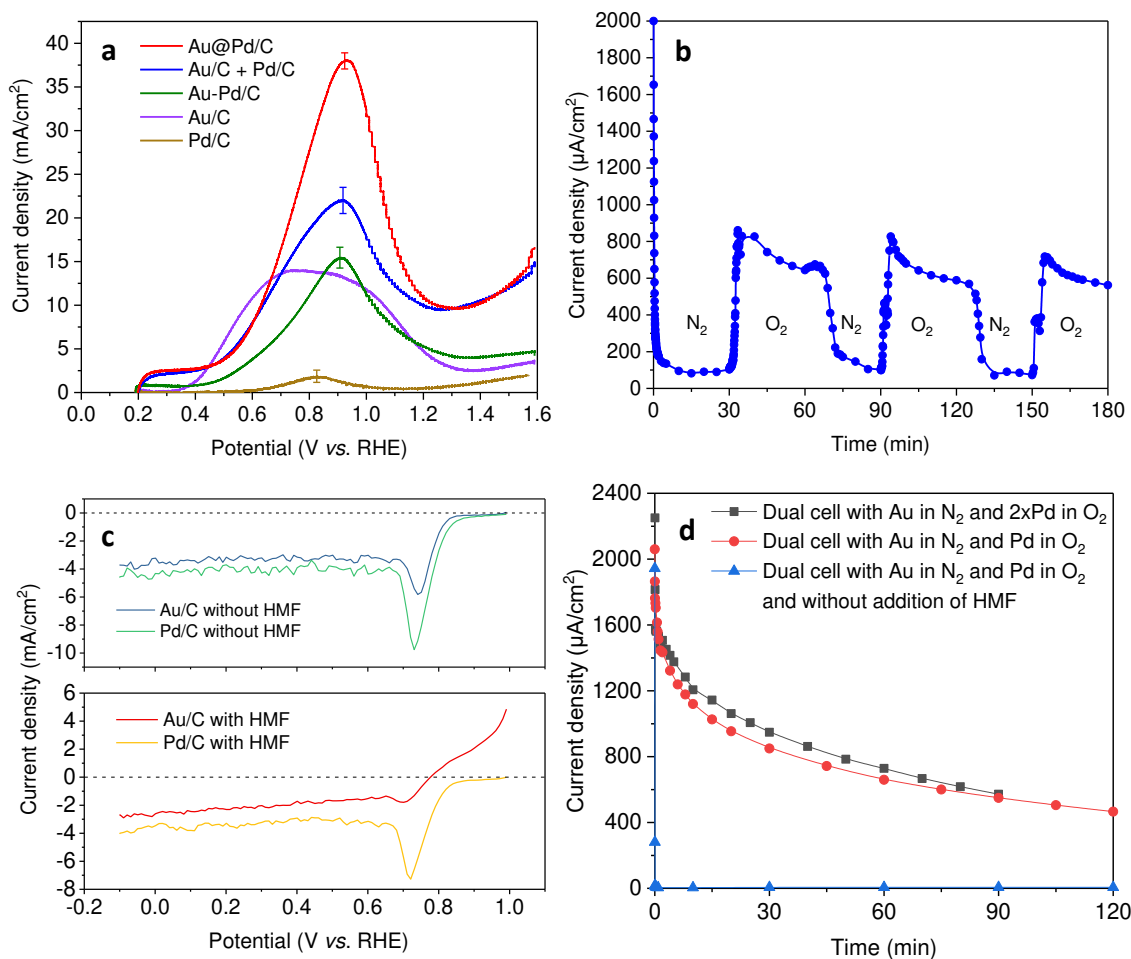 a
Au@Pd/C
Au/C + Pd/C
Au-Pd/C
Au/C
Pd/C
Current density (mA/cm²)
0
5
10
15
20
25
30
35
40
0.0 0.2 0.4 0.6 0.8 1.0 1.2 1.4 1.6
Potential (V vs. RHE)
b
Current density (µA/cm²)
2000
1800
1600
1400
1200
1000
800
600
400
200
0
N₂ O₂ N₂ O₂ N₂ O₂
0 30 60 90 120 150 180
Time (min)
c
0
-2
-4
-6
-8
-10
Au/C without HMF
Pd/C without HMF
Current density (mA/cm²)
6
4
2
0
-2
-4
-6
8
Au/C with HMF
Pd/C with HMF
-0.2 0.0 0.2 0.4 0.6 0.8 1.0
Potential (V vs. RHE)
d
Dual cell with Au in N₂ and 2xPd in O₂
Dual cell with Au in N₂ and Pd in O₂
Dual cell with Au in N₂ and Pd in O₂
and without addition of HMF
Current density (µA/cm²)
2400
2000
1600
1200
800
400
0
0 30 60 90 120
Time (min)